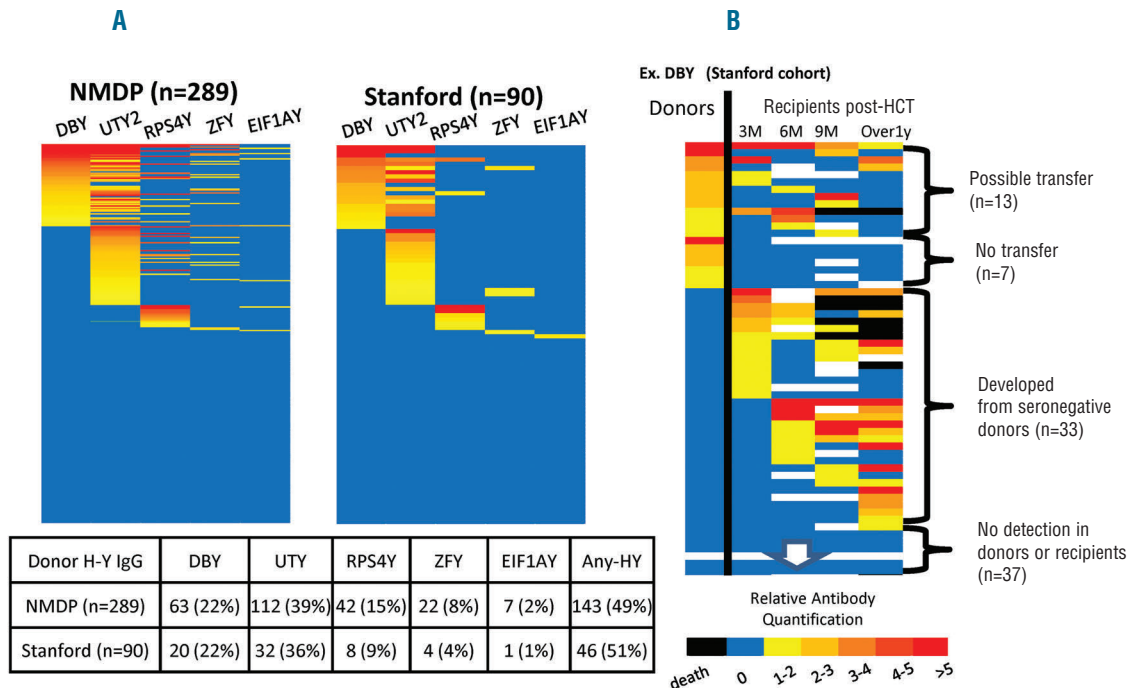 A
NMDP (n=289)
DBY UTY2 RPS4Y ZFY EIF1AY
Stanford (n=90)
DBY UTY2 RPS4Y ZFY EIF1AY
Donor H-Y IgG DBY UTY RPS4Y ZFY EIF1AY Any-HY
NMDP (n=289) 63 (22%) 112 (39%) 42 (15%) 22 (8%) 7 (2%) 143 (49%)
Stanford (n=90) 20 (22%) 32 (36%) 8 (9%) 4 (4%) 1 (1%) 46 (51%)
B
Ex. DBY (Stanford cohort)
Donors
Recipients post-HCT
3M 6M 9M Over1y
Possible transfer
(n=13)
No transfer
(n=7)
Developed
from seronegative
donors (n=33)
No detection in
donors or recipients
(n=37)
Relative Antibody
Quantification
death 0 1-2 2-3 3-4 4-5 >5